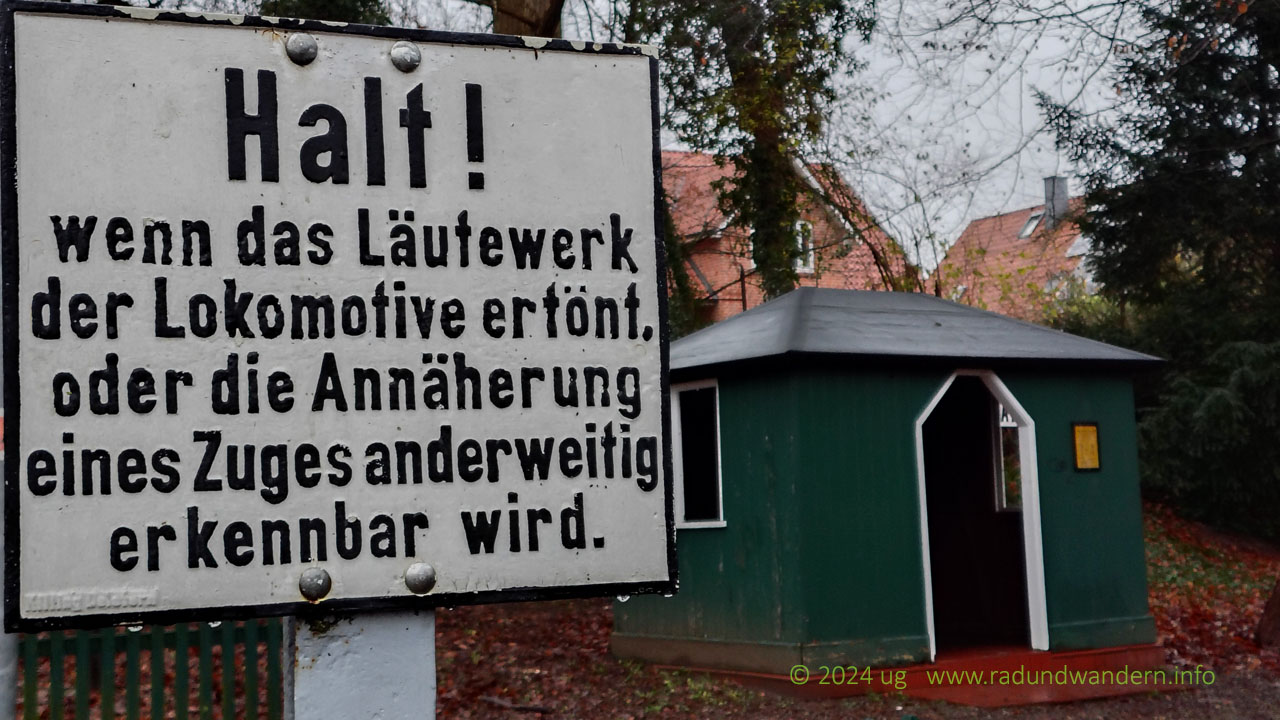 Halt!
wenn das Läutewerk
der Lokomotive ertönt,
oder die Annäherung
eines Zuges anderweitig
erkennbar wird.
© 2024 ug www.radundwandern.info